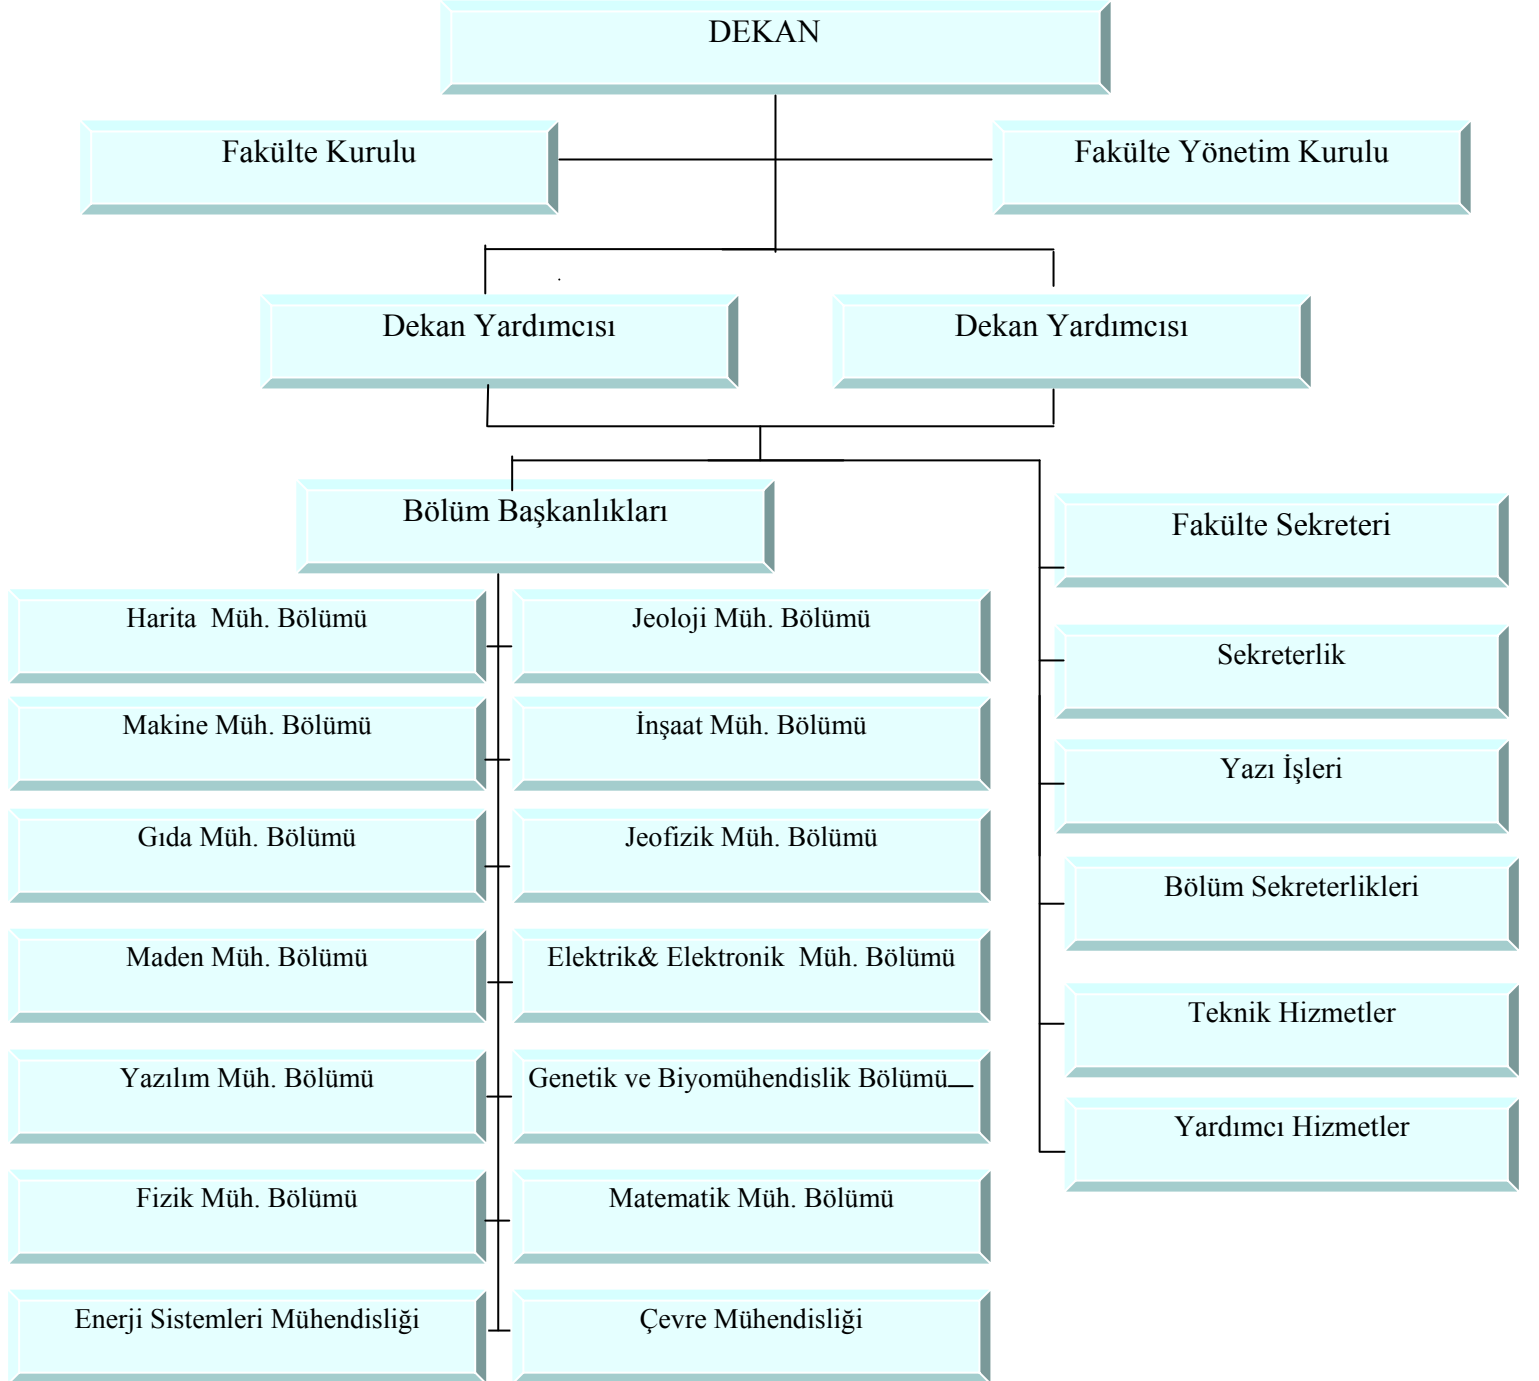 DEKAN
Fakülte Kurulu
Fakülte Yönetim Kurulu
Dekan Yardımcısı
Dekan Yardımcısı
Bölüm Başkanlıkları
Fakülte Sekreteri
Harita  Müh. Bölümü
Jeoloji Müh. Bölümü
Sekreterlik
Makine Müh. Bölümü
İnşaat Müh. Bölümü
Yazı İşleri
Gıda Müh. Bölümü
Jeofizik Müh. Bölümü
Bölüm Sekreterlikleri
Maden Müh. Bölümü
Elektrik& Elektronik  Müh. Bölümü
Teknik Hizmetler
Yazılım Müh. Bölümü
Genetik ve Biyomühendislik Bölümü
Yardımcı Hizmetler
Fizik Müh. Bölümü
Matematik Müh. Bölümü
Enerji Sistemleri Mühendisliği
Çevre Mühendisliği